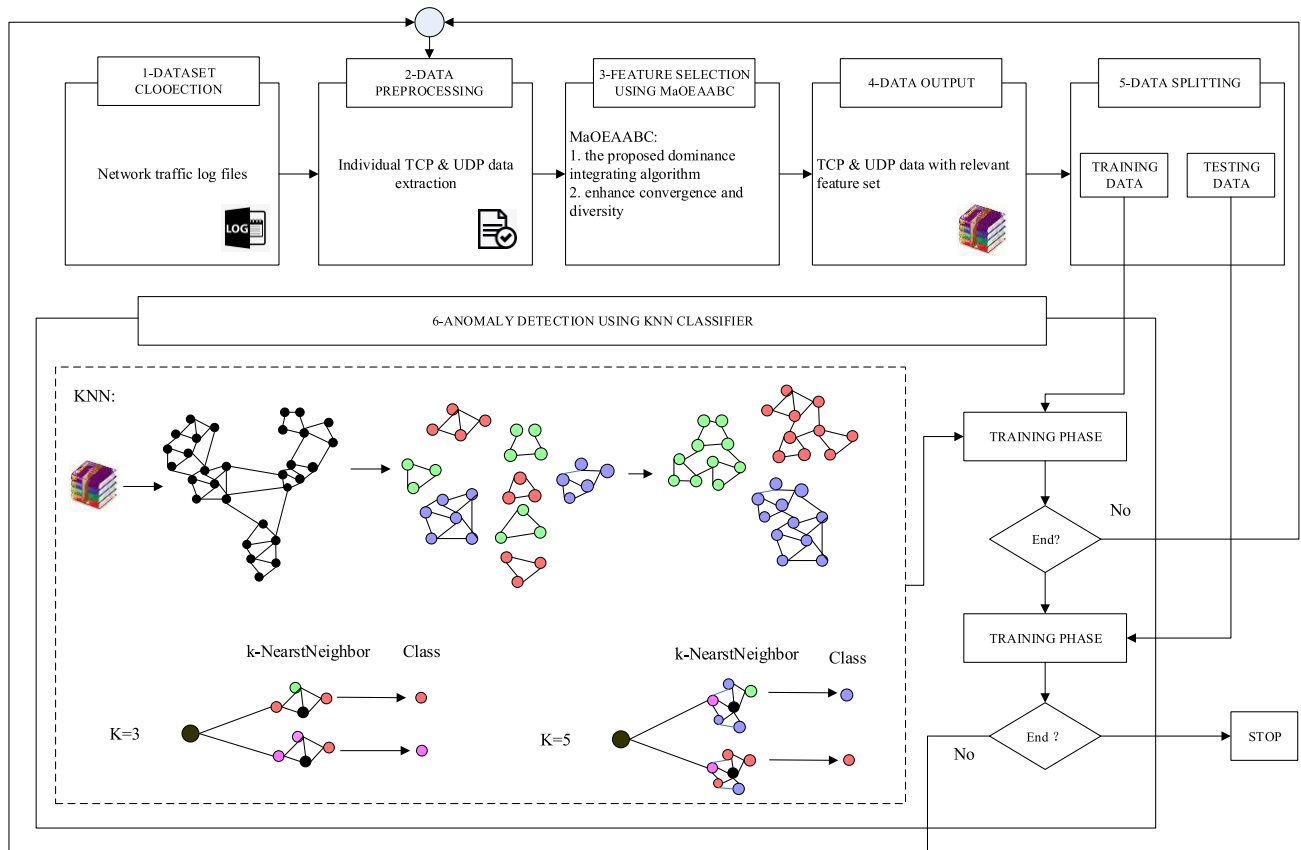 1-DATASET
CLOOECTION
Network traffic log files
LOG
2-DATA
PREPROCESSING
Individual TCP & UDP data
extraction
3-FEATURE SELECTION
USING MaOEAABC
MaOEAABC:
1. the proposed dominance
integrating algorithm
2. enhance convergence and
diversity
4-DATA OUTPUT
TCP & UDP data with relevant
feature set
5-DATA SPLITTING
TRAINING
DATA
TESTING
DATA
6-ANOMALY DETECTION USING KNN CLASSIFIER
KNN:
k-NearstNeighbor
Class
K=3
k-NearstNeighbor
Class
K=5
TRAINING PHASE
End?
No
TRAINING PHASE
End ?
No
STOP